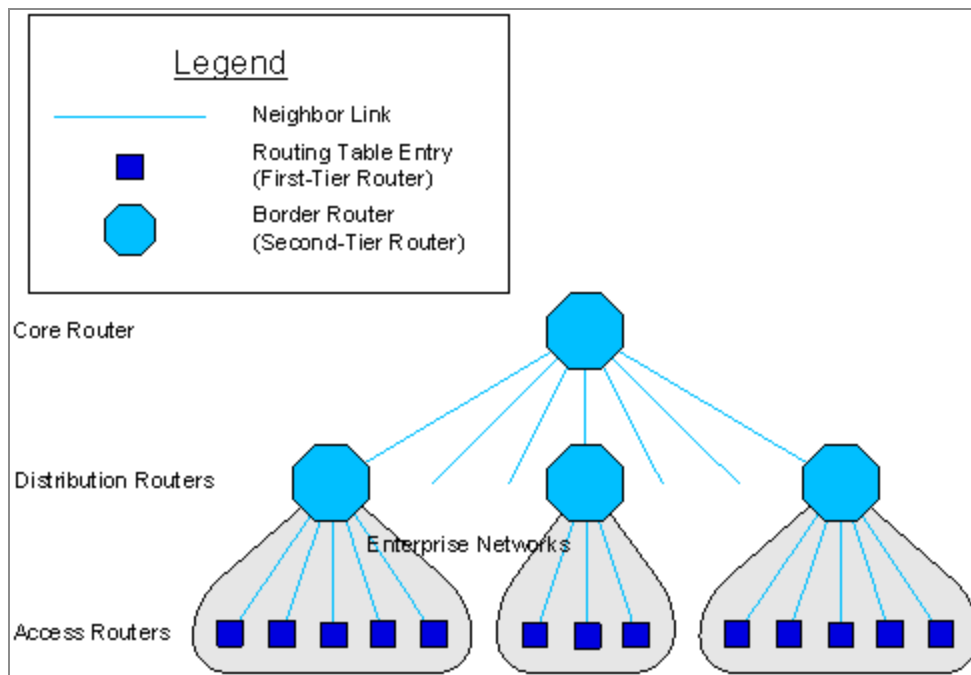 Legend
Neighbor Link
Routing Table Entry
(First-Tier Router)
Border Router
(Second-Tier Router)
Core Router
Distribution Routers
Enterprise Networks
Access Routers